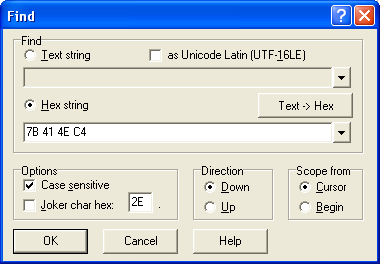 Find
Find
Text string
as Unicode Latin (UTF-16LE)
Hex string
Text -> Hex
7B 41 4E C4
Options
Case sensitive
Joker char hex: 2E .
Direction
Down
Up
Scope from
Cursor
Begin
OK
Cancel
Help